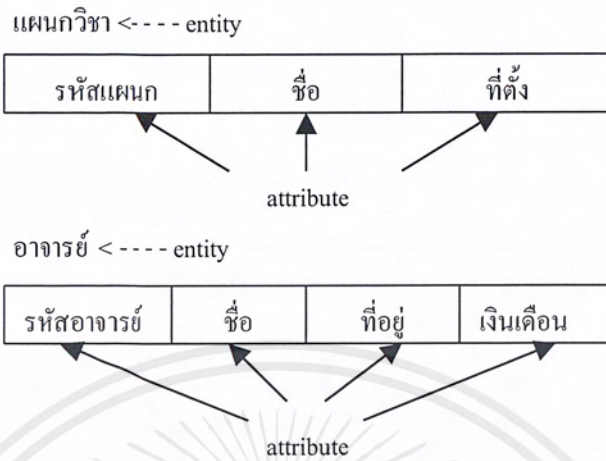 แผนกวิชา <---- entity
รหัสแผนก ชื่อ ที่ตั้ง
attribute
อาจารย์ <---- entity
รหัสอาจารย์ ชื่อ ที่อยู่ เงินเดือน
attribute